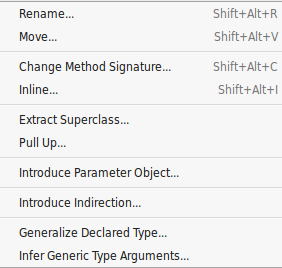 Rename... Shift+Alt+R
Move... Shift+Alt+V
Change Method Signature... Shift+Alt+C
Inline... Shift+Alt+I
Extract Superclass...
Pull Up...
Introduce Parameter Object...
Introduce Indirection...
Generalize Declared Type...
Infer Generic Type Arguments...